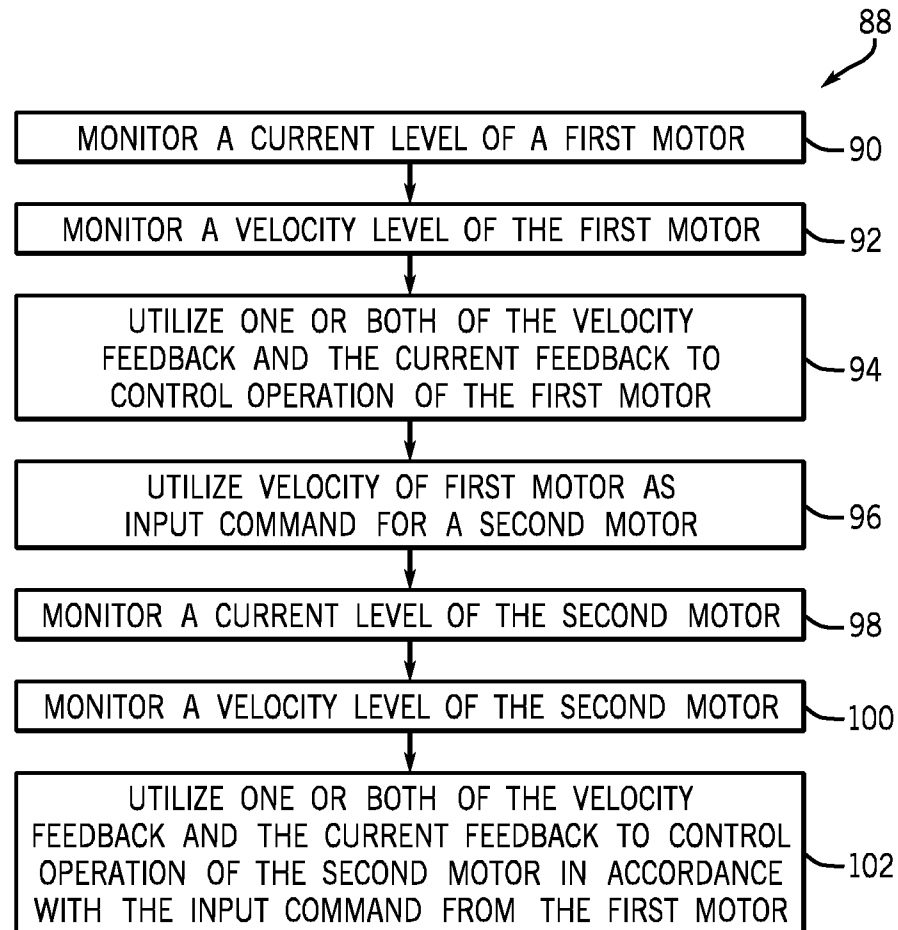 88
MONITOR A CURRENT LEVEL OF A FIRST MOTOR
90
MONITOR A VELOCITY LEVEL OF THE FIRST MOTOR
92
UTILIZE ONE OR BOTH OF THE VELOCITY
FEEDBACK AND THE CURRENT FEEDBACK TO
CONTROL OPERATION OF THE FIRST MOTOR
94
UTILIZE VELOCITY OF FIRST MOTOR AS
INPUT COMMAND FOR A SECOND MOTOR
96
MONITOR A CURRENT LEVEL OF THE SECOND MOTOR
98
MONITOR A VELOCITY LEVEL OF THE SECOND MOTOR
100
UTILIZE ONE OR BOTH OF THE VELOCITY
FEEDBACK AND THE CURRENT FEEDBACK TO CONTROL
OPERATION OF THE SECOND MOTOR IN ACCORDANCE
WITH THE INPUT COMMAND FROM THE FIRST MOTOR
102